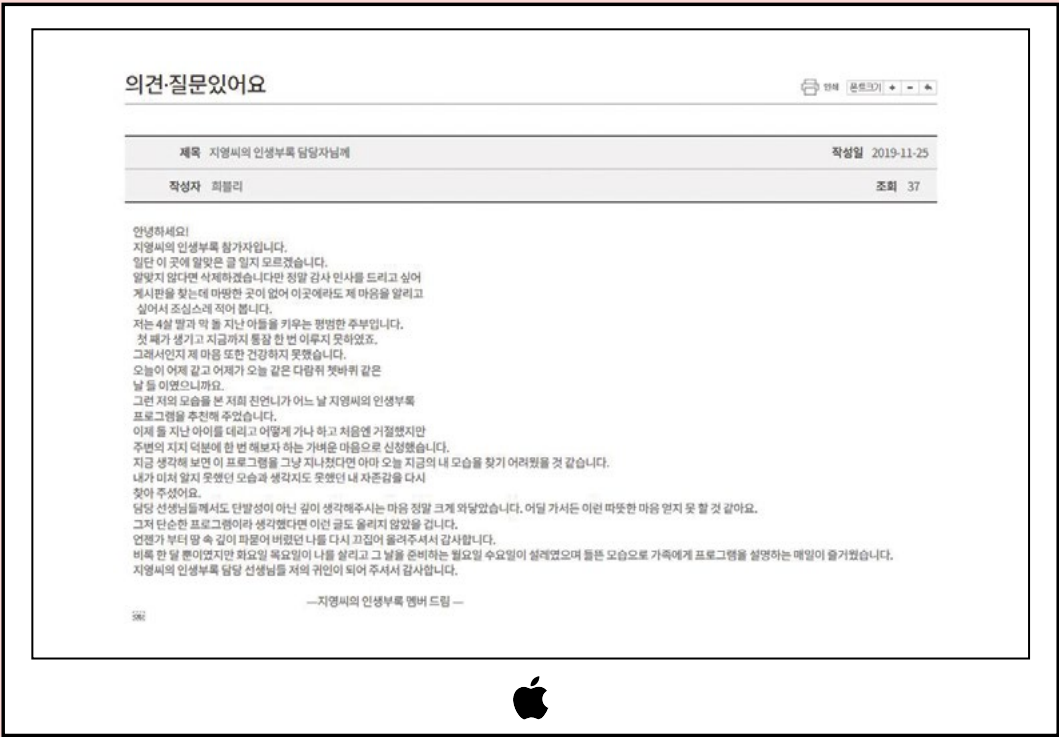 의견·질문있어요
인쇄 폰트크기 + -
제목 지영씨의 인생부록 담당자님께 작성일 2019-11-25
작성자 희블리 조회 37
안녕하세요!
지영씨의 인생부록 참가자입니다.
일단 이 곳에 알맞은 글 일지 모르겠습니다.
알맞지 않다면 삭제하겠습니다만 정말 감사 인사를 드리고 싶어
게시판을 찾는데 마땅한 곳이 없어 이곳에라도 제 마음을 알리고
싶어서 조심스레 적어 봅니다.
저는 4살 딸과 막 돌 지난 아들을 키우는 평범한 주부입니다.
첫 째가 생기고 지금까지 통잠 한 번 이루지 못하였죠.
그래서인지 제 마음 또한 건강하지 못했습니다.
오늘이 어제 같고 어제가 오늘 같은 다람쥐 쳇바퀴 같은
날 들 이였으니까요.
그런 저의 모습을 본 저희 친언니가 어느 날 지영씨의 인생부록
프로그램을 추천해 주었습니다.
이제 돌 지난 아이를 데리고 어떻게 가나 하고 처음엔 거절했지만
주변의 지지 덕분에 한 번 해보자 하는 가벼운 마음으로 신청했습니다.
지금 생각해 보면 이 프로그램을 그냥 지나쳤다면 아마 오늘 지금의 내 모습을 찾기 어려웠을 것 같습니다.
내가 미처 알지 못했던 모습과 생각지도 못했던 내 자존감을 다시
찾아 주셨어요.
담당 선생님들께서도 단발성이 아닌 깊이 생각해주시는 마음 정말 크게 와닿았습니다. 어딜 가서든 이런 따뜻한 마음 얻지 못 할 것 같아요.
그저 단순한 프로그램이라 생각했다면 이런 글도 올리지 않았을 겁니다.
언젠가 부터 땅 속 깊이 파묻어 버렸던 나를 다시 끄집어 올려주셔서 감사합니다.
비록 한 달 뿐이였지만 화요일 목요일이 나를 살리고 그 날을 준비하는 월요일 수요일이 설레였으며 들뜬 모습으로 가족에게 프로그램을 설명하는 매일이 즐거웠습니다.
지영씨의 인생부록 담당 선생님들 저의 귀인이 되어 주셔서 감사합니다.
—지영씨의 인생부록 멤버 드림 —